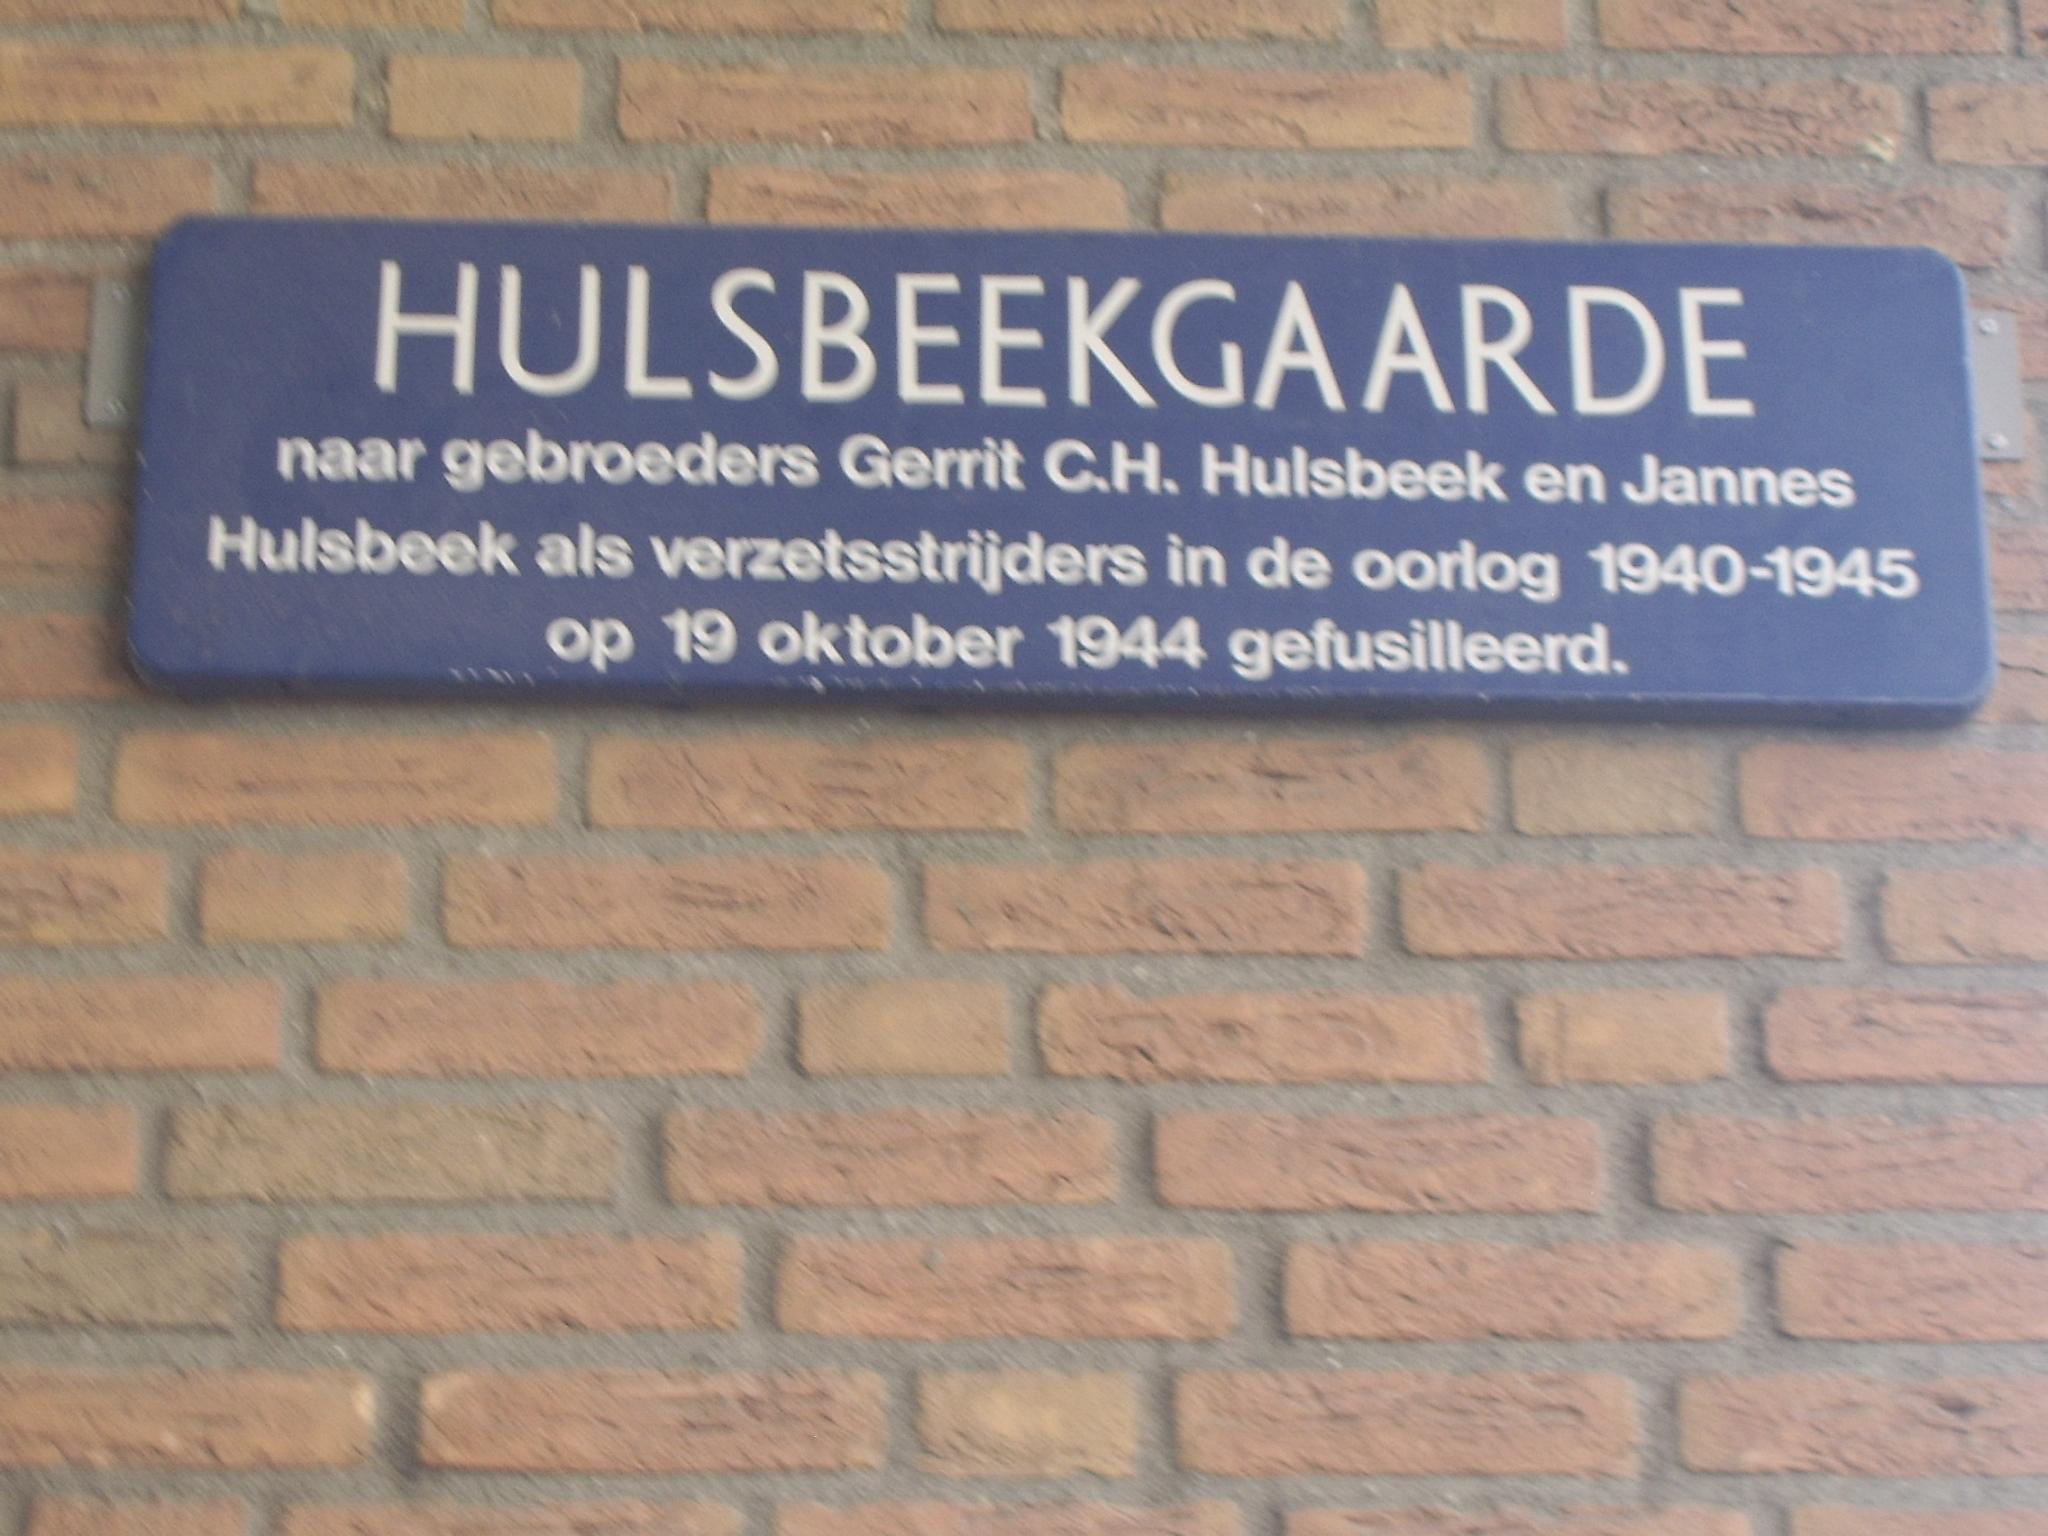 HULSBEEKGAARDE
naar gebroeders Gerrit C.H. Hulsbeek en Jannes
Hulsbeek als verzetsstrijders in de oorlog 1940-1945
op 19 oktober 1944 gefusilleerd.